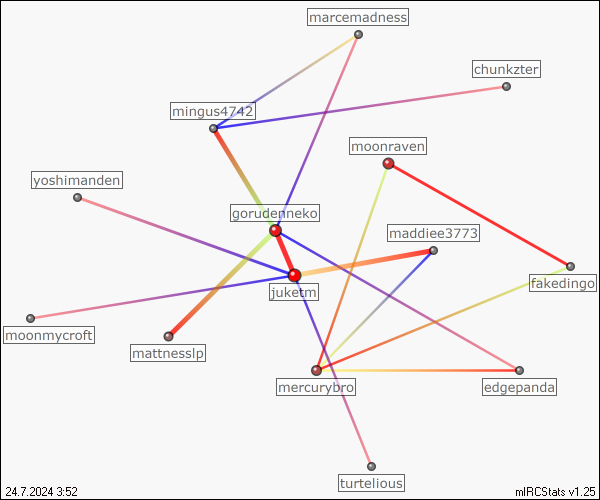 marcemadness
chunkzter
mingus4742
moonraven
yoshimanden
gorudenneko
maddiee3773
fakedingo
juketm
moonmycroft
mattnesslp
mercurybro
edgepanda
turtelious
24.7.2024 3:52
mIRCStats v1.25